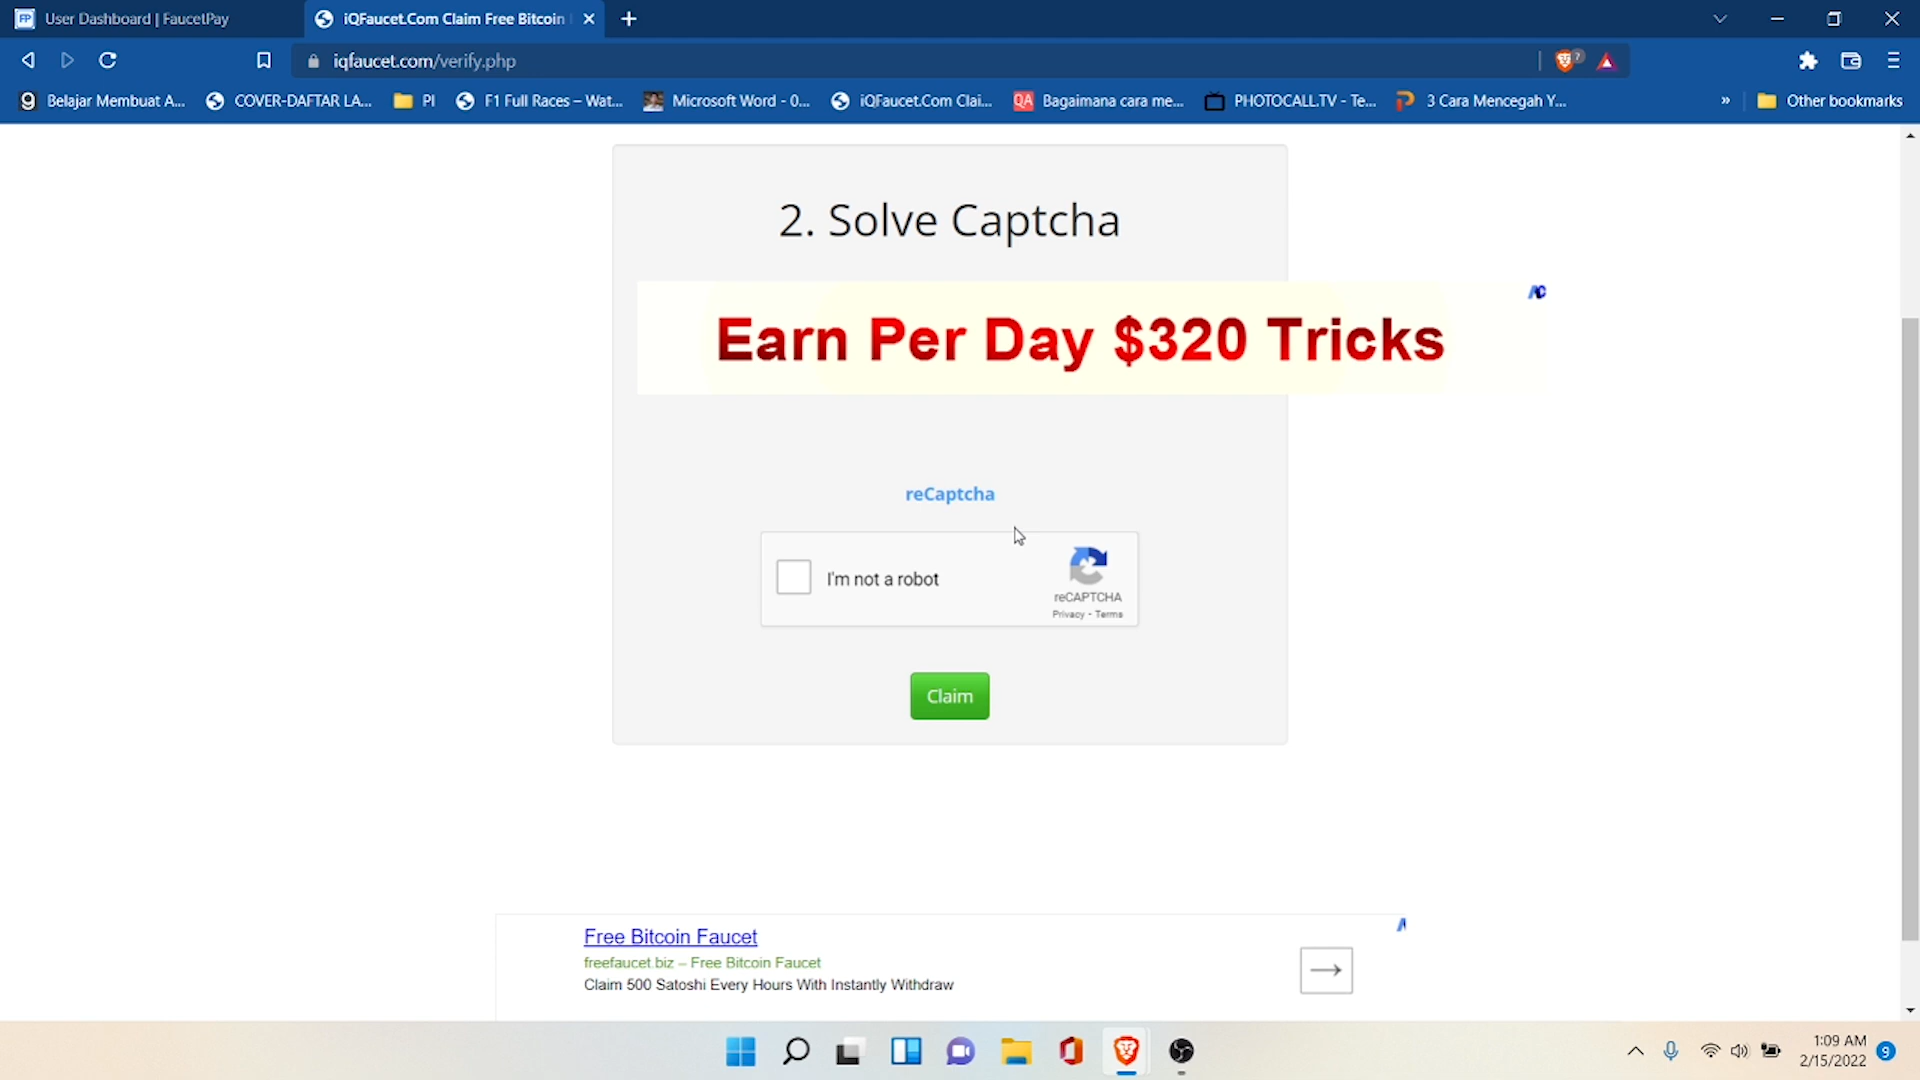 User Dashboard | FaucetPay
iQFaucet.Com Claim Free Bitcoin
iqfaucet.com/verify.php
Belajar Membuat A...
COVER-DAFTAR LA...
PI
F1 Full Races – Wat...
Microsoft Word - 0...
iQFaucet.Com Clai...
Bagaimana cara me...
PHOTOCALL.TV - Te...
3 Cara Mencegah Y...
»
Other bookmarks
2. Solve Captcha
Earn Per Day $320 Tricks
reCaptcha
I'm not a robot
reCAPTCHA
Privacy - Terms
Claim
Free Bitcoin Faucet
freefaucet.biz – Free Bitcoin Faucet
Claim 500 Satoshi Every Hours With Instantly Withdraw
1:09 AM
2/15/2022
9